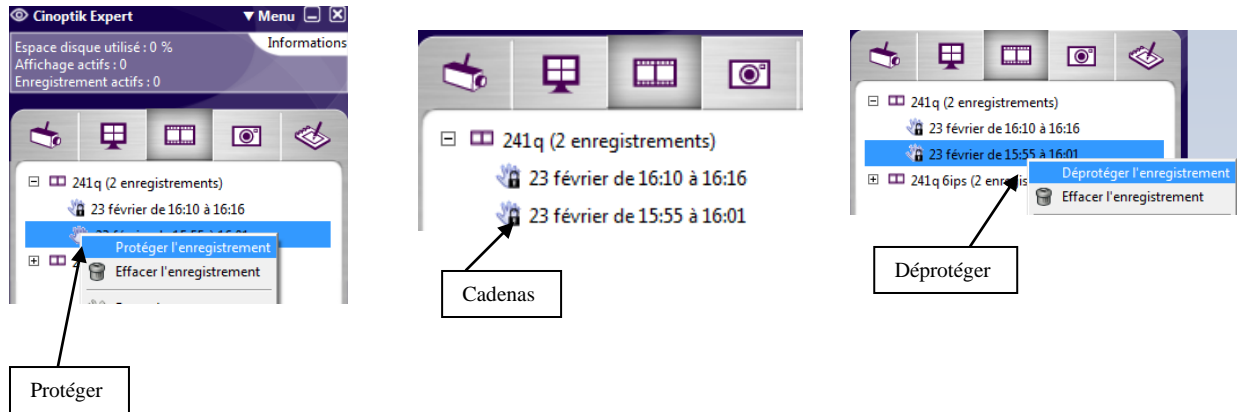 Cinoptik Expert
Menu
Espace disque utilisé : 0 %
Informations
Affichage actifs : 0
Enregistrement actifs : 0
241q (2 enregistrements)
23 février de 16:10 à 16:16
Protéger l'enregistrement
Effacer l'enregistrement
Protéger
241q (2 enregistrements)
23 février de 16:10 à 16:16
23 février de 15:55 à 16:01
Cadenas
241q (2 enregistrements)
23 février de 16:10 à 16:16
23 février de 15:55 à 16:01
Déprotéger l'enregistrement
241q 6ips (2
Effacer l'enregistrement
Déprotéger